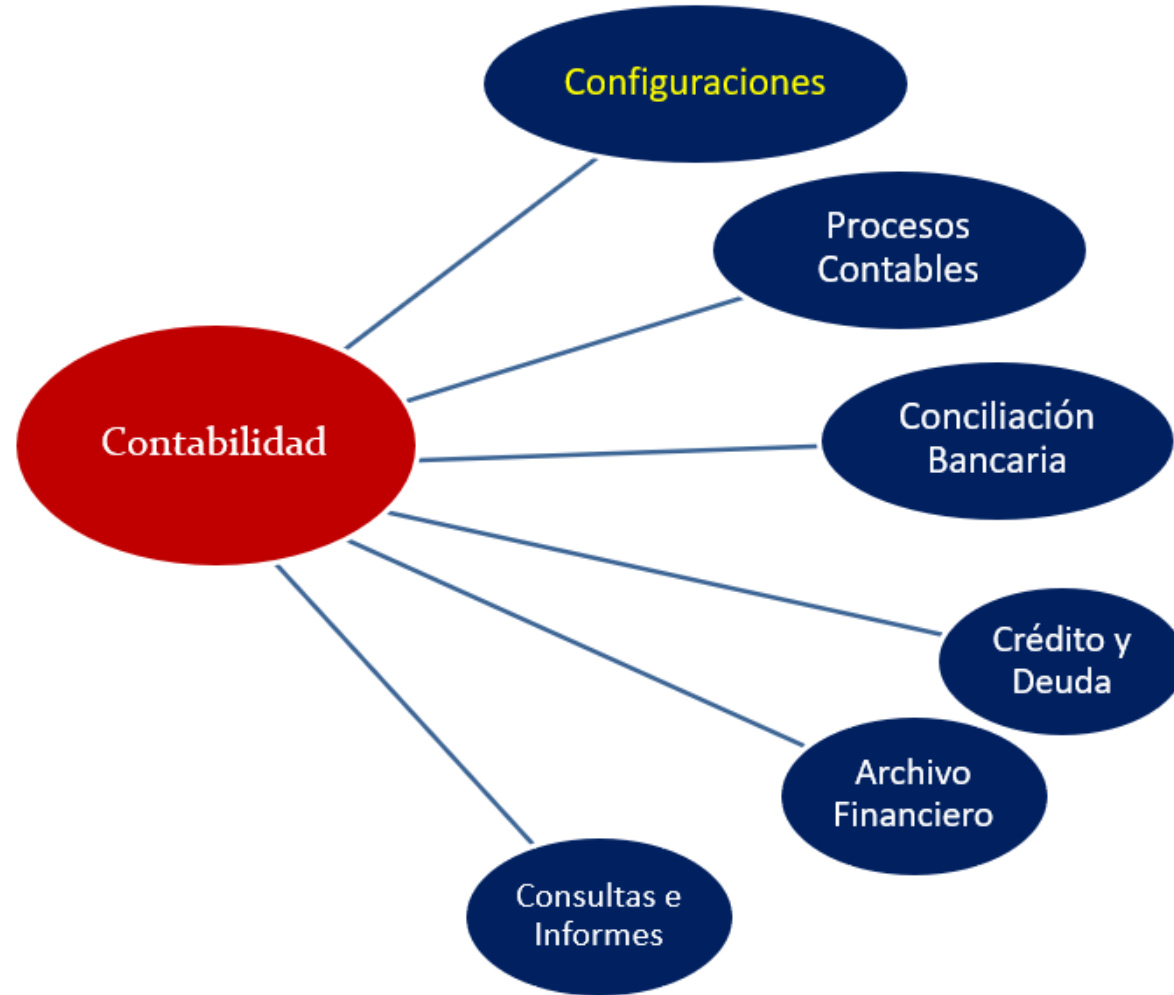 Configuraciones
Procesos
Contables
Contabilidad
Conciliación
Bancaria
Crédito y
Deuda
Archivo
Financiero
Consultas e
Informes